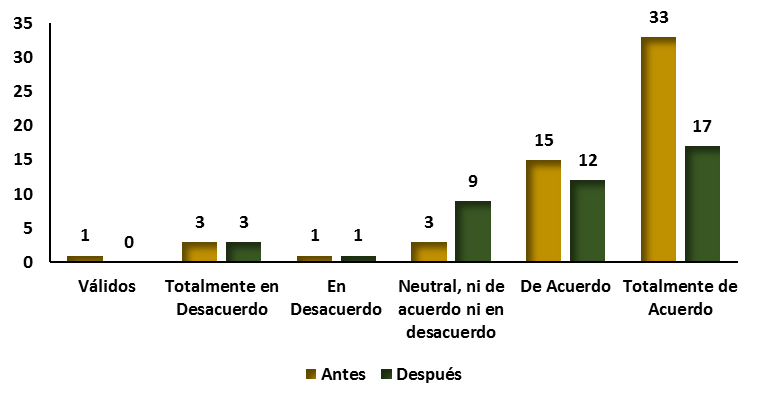 35
30
25
20
15
10
5
0
1
0
3
3
1
1
3
9
15
12
33
17
Válidos
Totalmente en
Desacuerdo
En
Desacuerdo
Neutral, ni de
acuerdo ni en
desacuerdo
De Acuerdo
Totalmente de
Acuerdo
Antes
Después